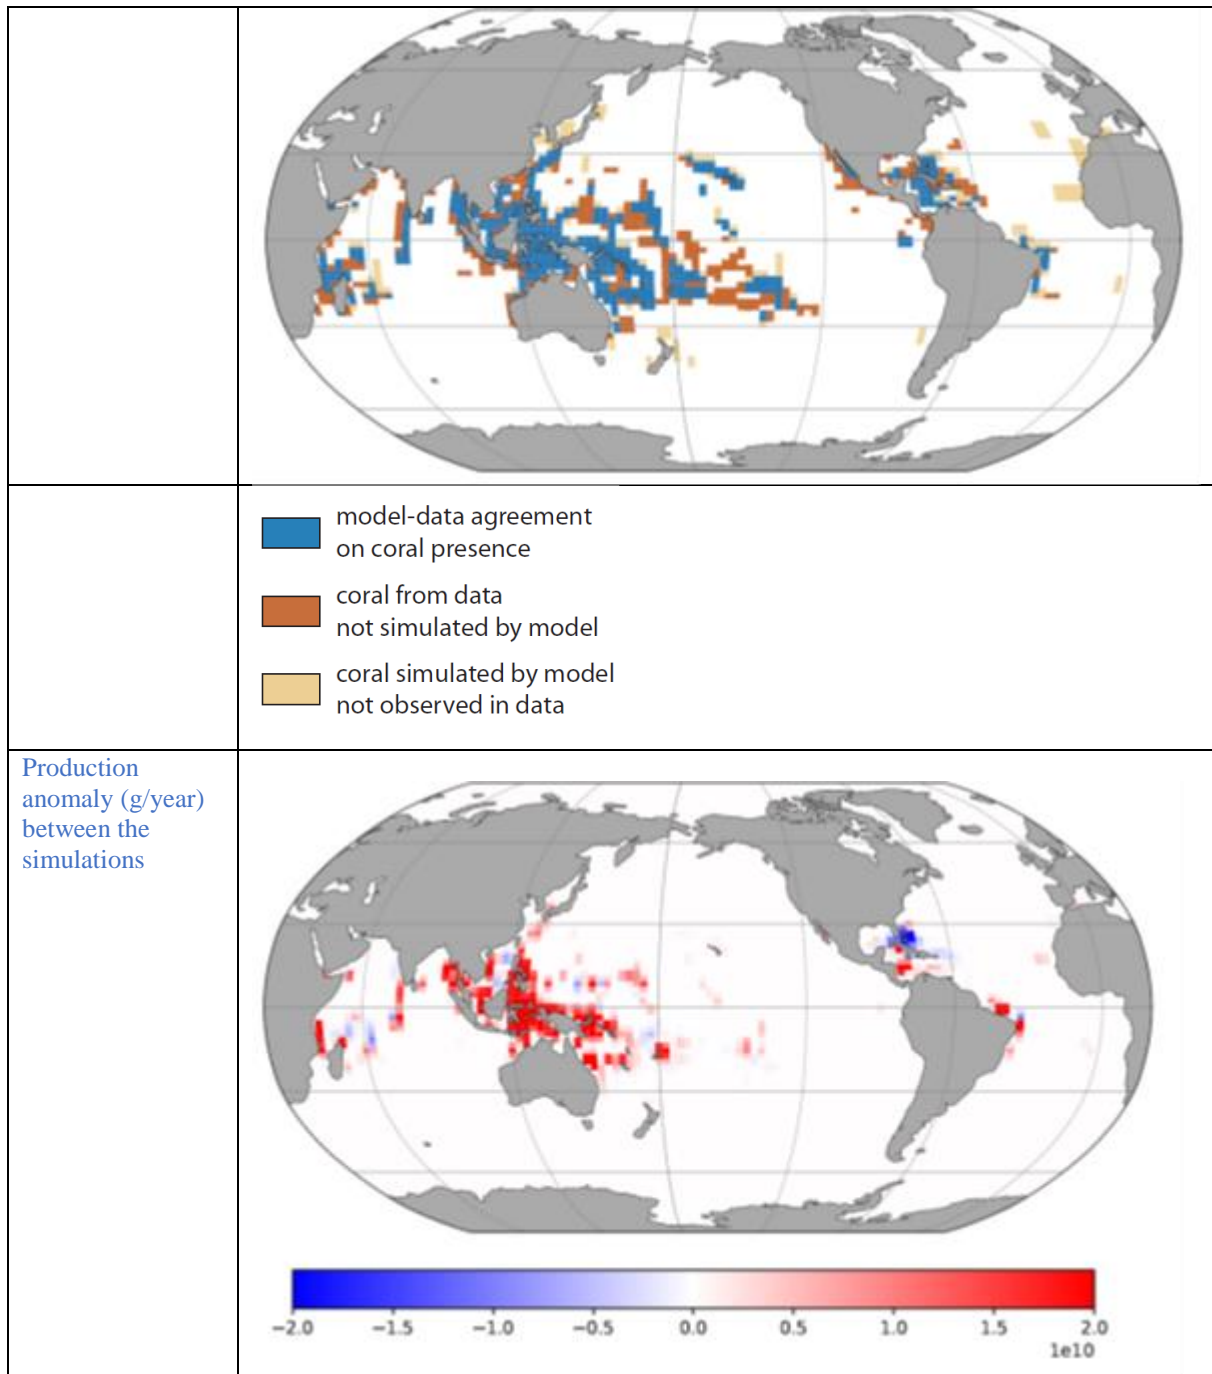 model-data agreement
on coral presence
coral from data
not simulated by model
coral simulated by model
not observed in data
Production
anomaly (g/year)
between the
simulations
−2.0 −1.5 −1.0 −0.5 0.0 0.5 1.0 1.5 2.0
1e10